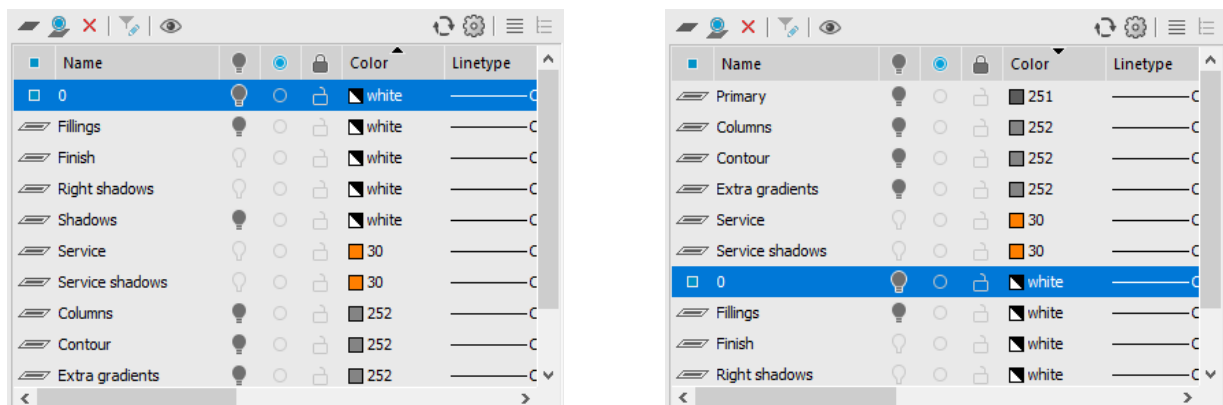 Name Color Linetype
0 white C
Fillings white C
Finish white C
Right shadows white C
Shadows white C
Service 30 C
Service shadows 30 C
Columns 252 C
Contour 252 C
Extra gradients 252 C
Name Color Linetype
Primary 251 C
Columns 252 C
Contour 252 C
Extra gradients 252 C
Service 30 C
Service shadows 30 C
0 white C
Fillings white C
Finish white C
Right shadows white C